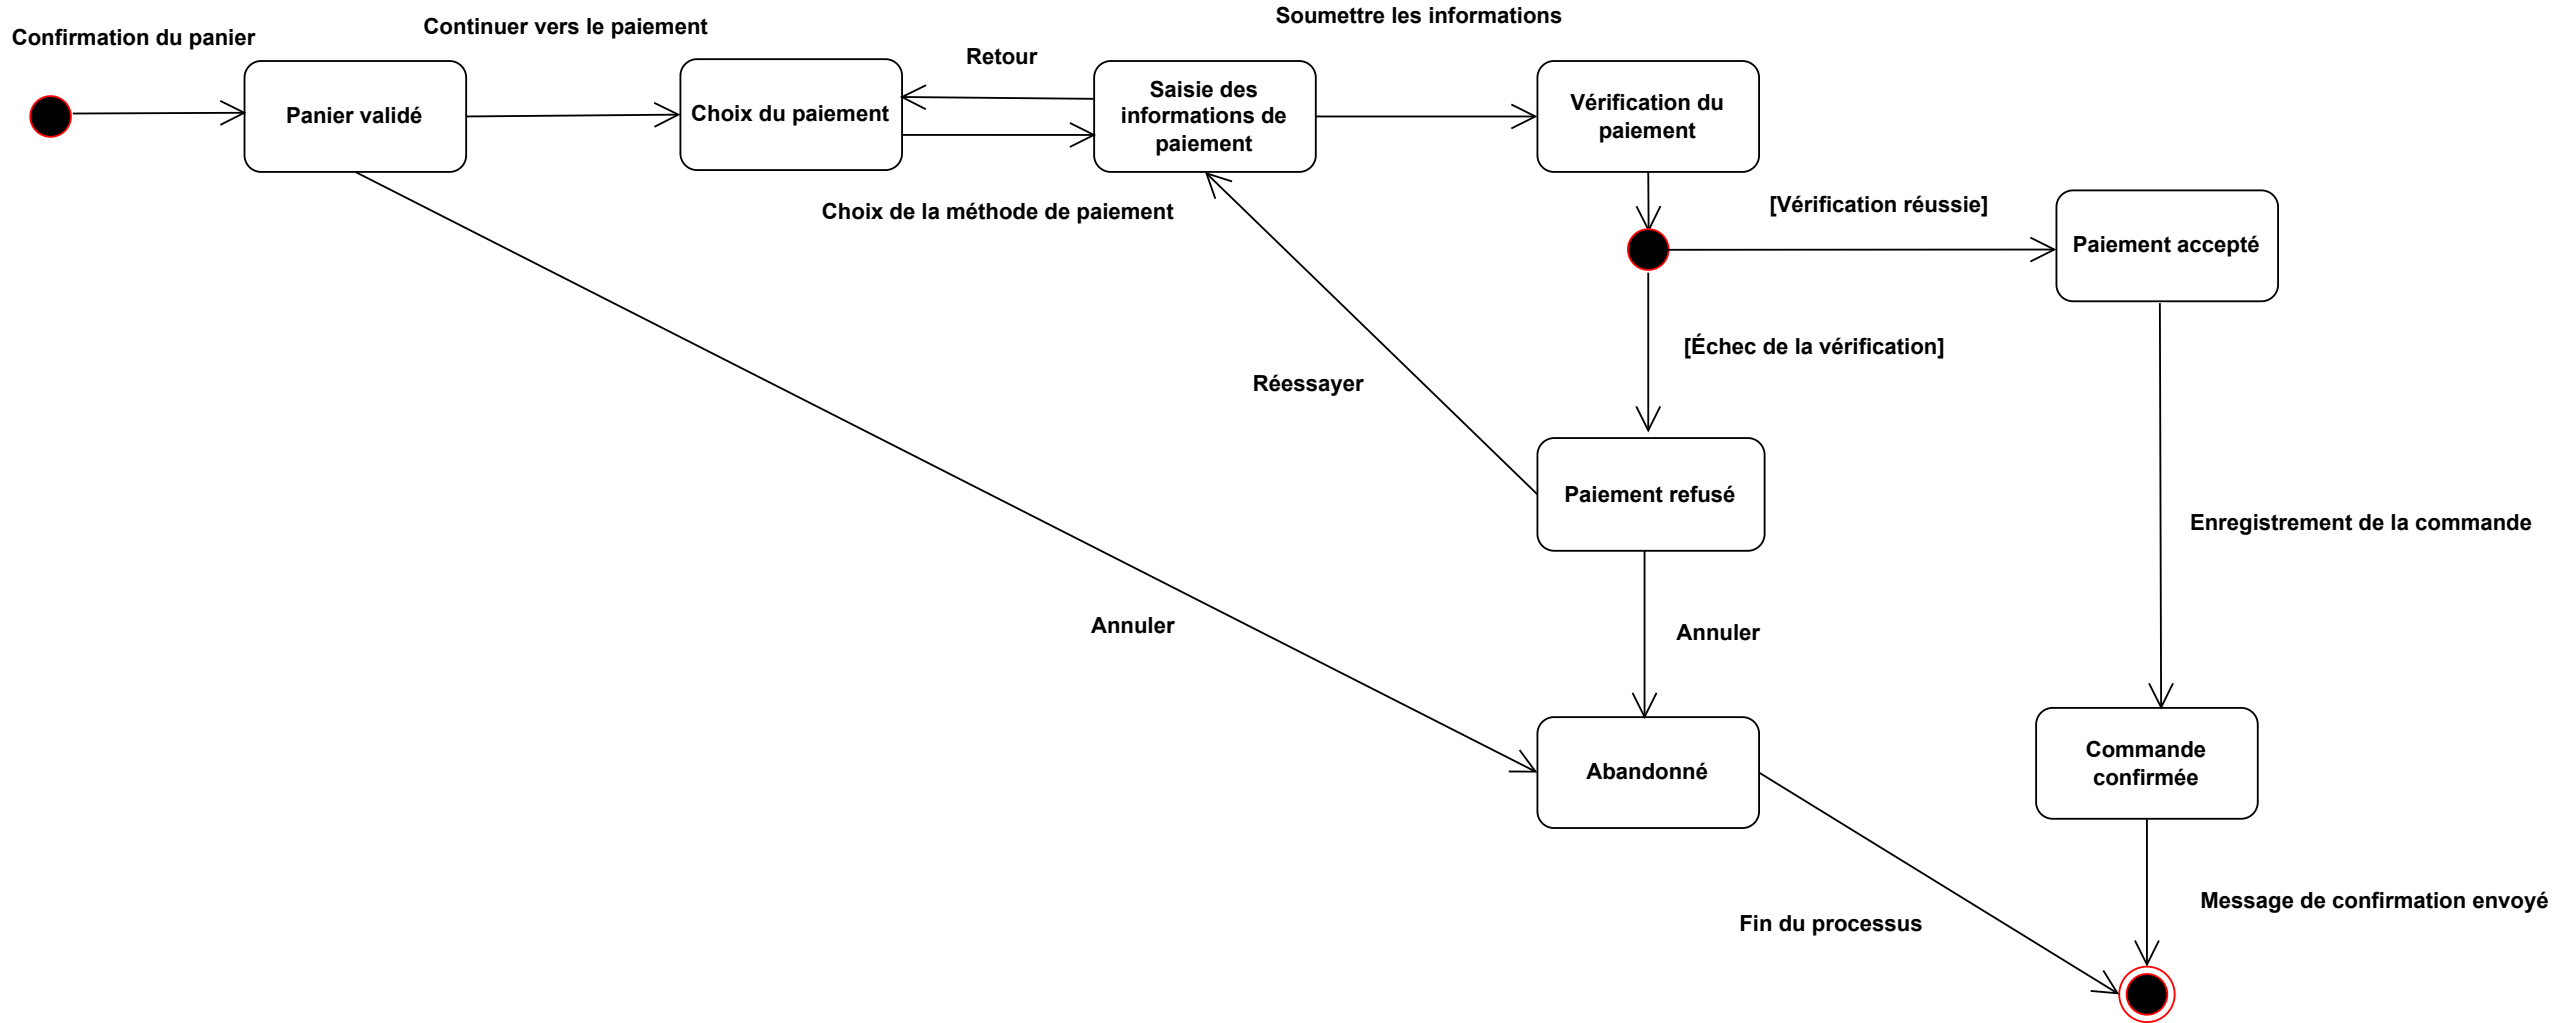 Soumettre les informations
Continuer vers le paiement
Confirmation du panier
Retour
Panier validé
Choix du paiement
Saisie des
informations de
paiement
Vérification du
paiement
Choix de la méthode de paiement
[Vérification réussie]
Paiement accepté
[Échec de la vérification]
Réessayer
Paiement refusé
Enregistrement de la commande
Annuler
Annuler
Abandonné
Commande
confirmée
Message de confirmation envoyé
Fin du processus